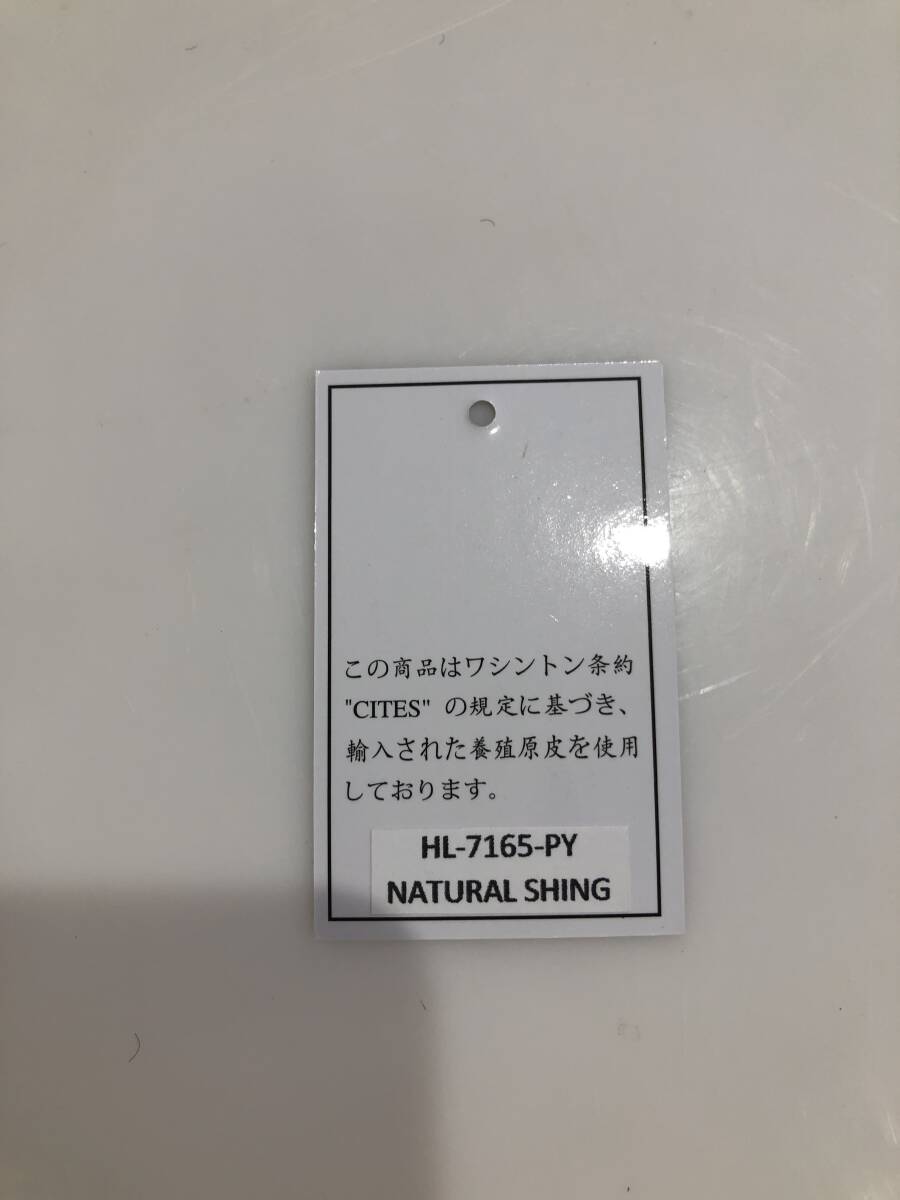 この商品はワシントン条約
"CITES" の規定に基づき、
輸入された養殖原皮を使用
しております。
HL-7165-PY
NATURAL SHING